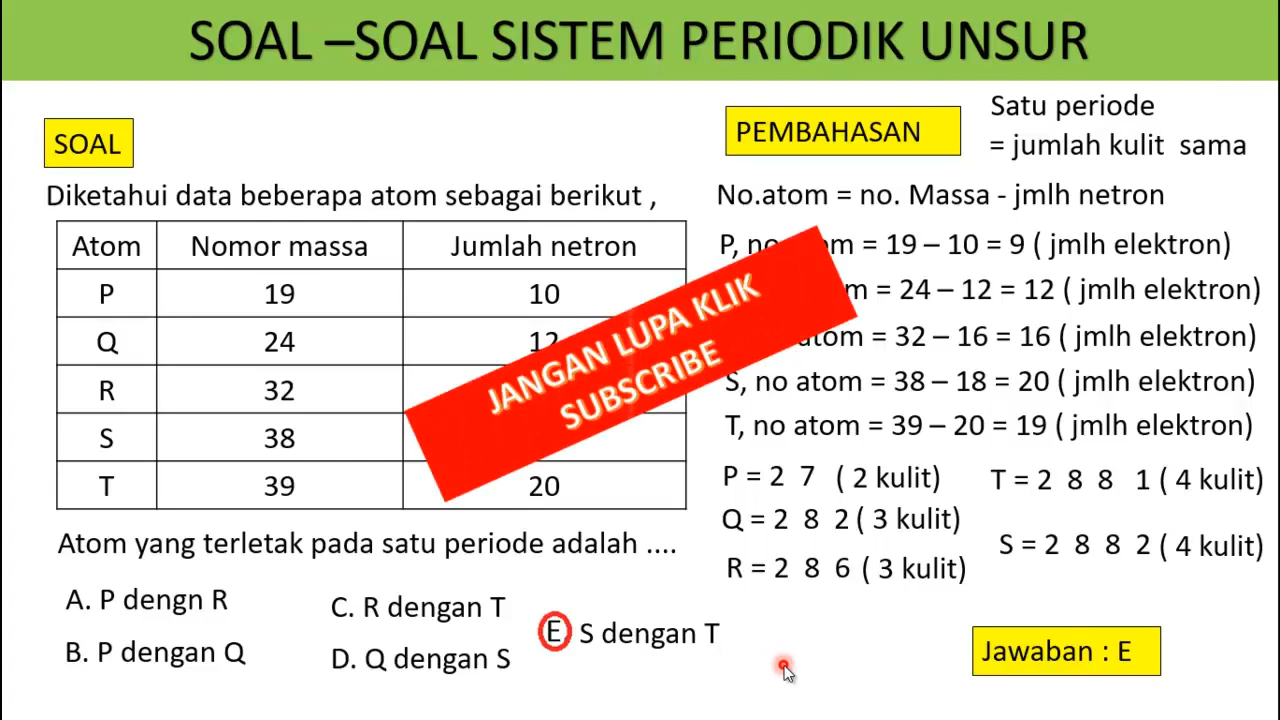 SOAL –SOAL SISTEM PERIODIK UNSUR
SOAL
Diketahui data beberapa atom sebagai berikut ,
Atom Nomor massa Jumlah netron
P 19 10
Q 24 12
R 32
S 38
T 39 20
Atom yang terletak pada satu periode adalah ....
A. P dengn R
B. P dengan Q
C. R dengan T
D. Q dengan S
E S dengan T
JANGAN LUPA KLIK
SUBSCRIBE
PEMBAHASAN
Satu periode
= jumlah kulit sama
No.atom = no. Massa - jmlh netron
P, no = 19 – 10 = 9 ( jmlh elektron)
= 24 – 12 = 12 ( jmlh elektron)
atom = 32 – 16 = 16 ( jmlh elektron)
S, no atom = 38 – 18 = 20 ( jmlh elektron)
T, no atom = 39 – 20 = 19 ( jmlh elektron)
P = 2 7 ( 2 kulit)
Q = 2 8 2 ( 3 kulit)
R = 2 8 6 ( 3 kulit)
T = 2 8 8 1 ( 4 kulit)
S = 2 8 8 2 ( 4 kulit)
Jawaban : E